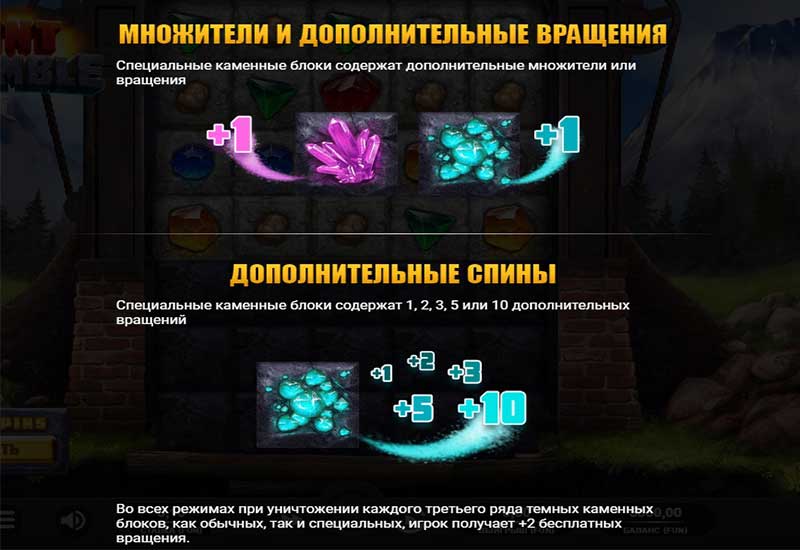 МНОЖИТЕЛИ И ДОПОЛНИТЕЛЬНЫЕ ВРАЩЕНИЯ
Специальные каменные блоки содержат дополнительные множители или
вращения
+1
+1
ДОПОЛНИТЕЛЬНЫЕ СПИНЫ
Специальные каменные блоки содержат 1, 2, 3, 5 или 10 дополнительных
вращений
+1 +2 +3
+5 +10
Во всех режимах при уничтожении каждого третьего ряда темных каменных
блоков, как обычных, так и специальных, игрок получает +2 бесплатных
вращения.
БАЛАНС (FUN)